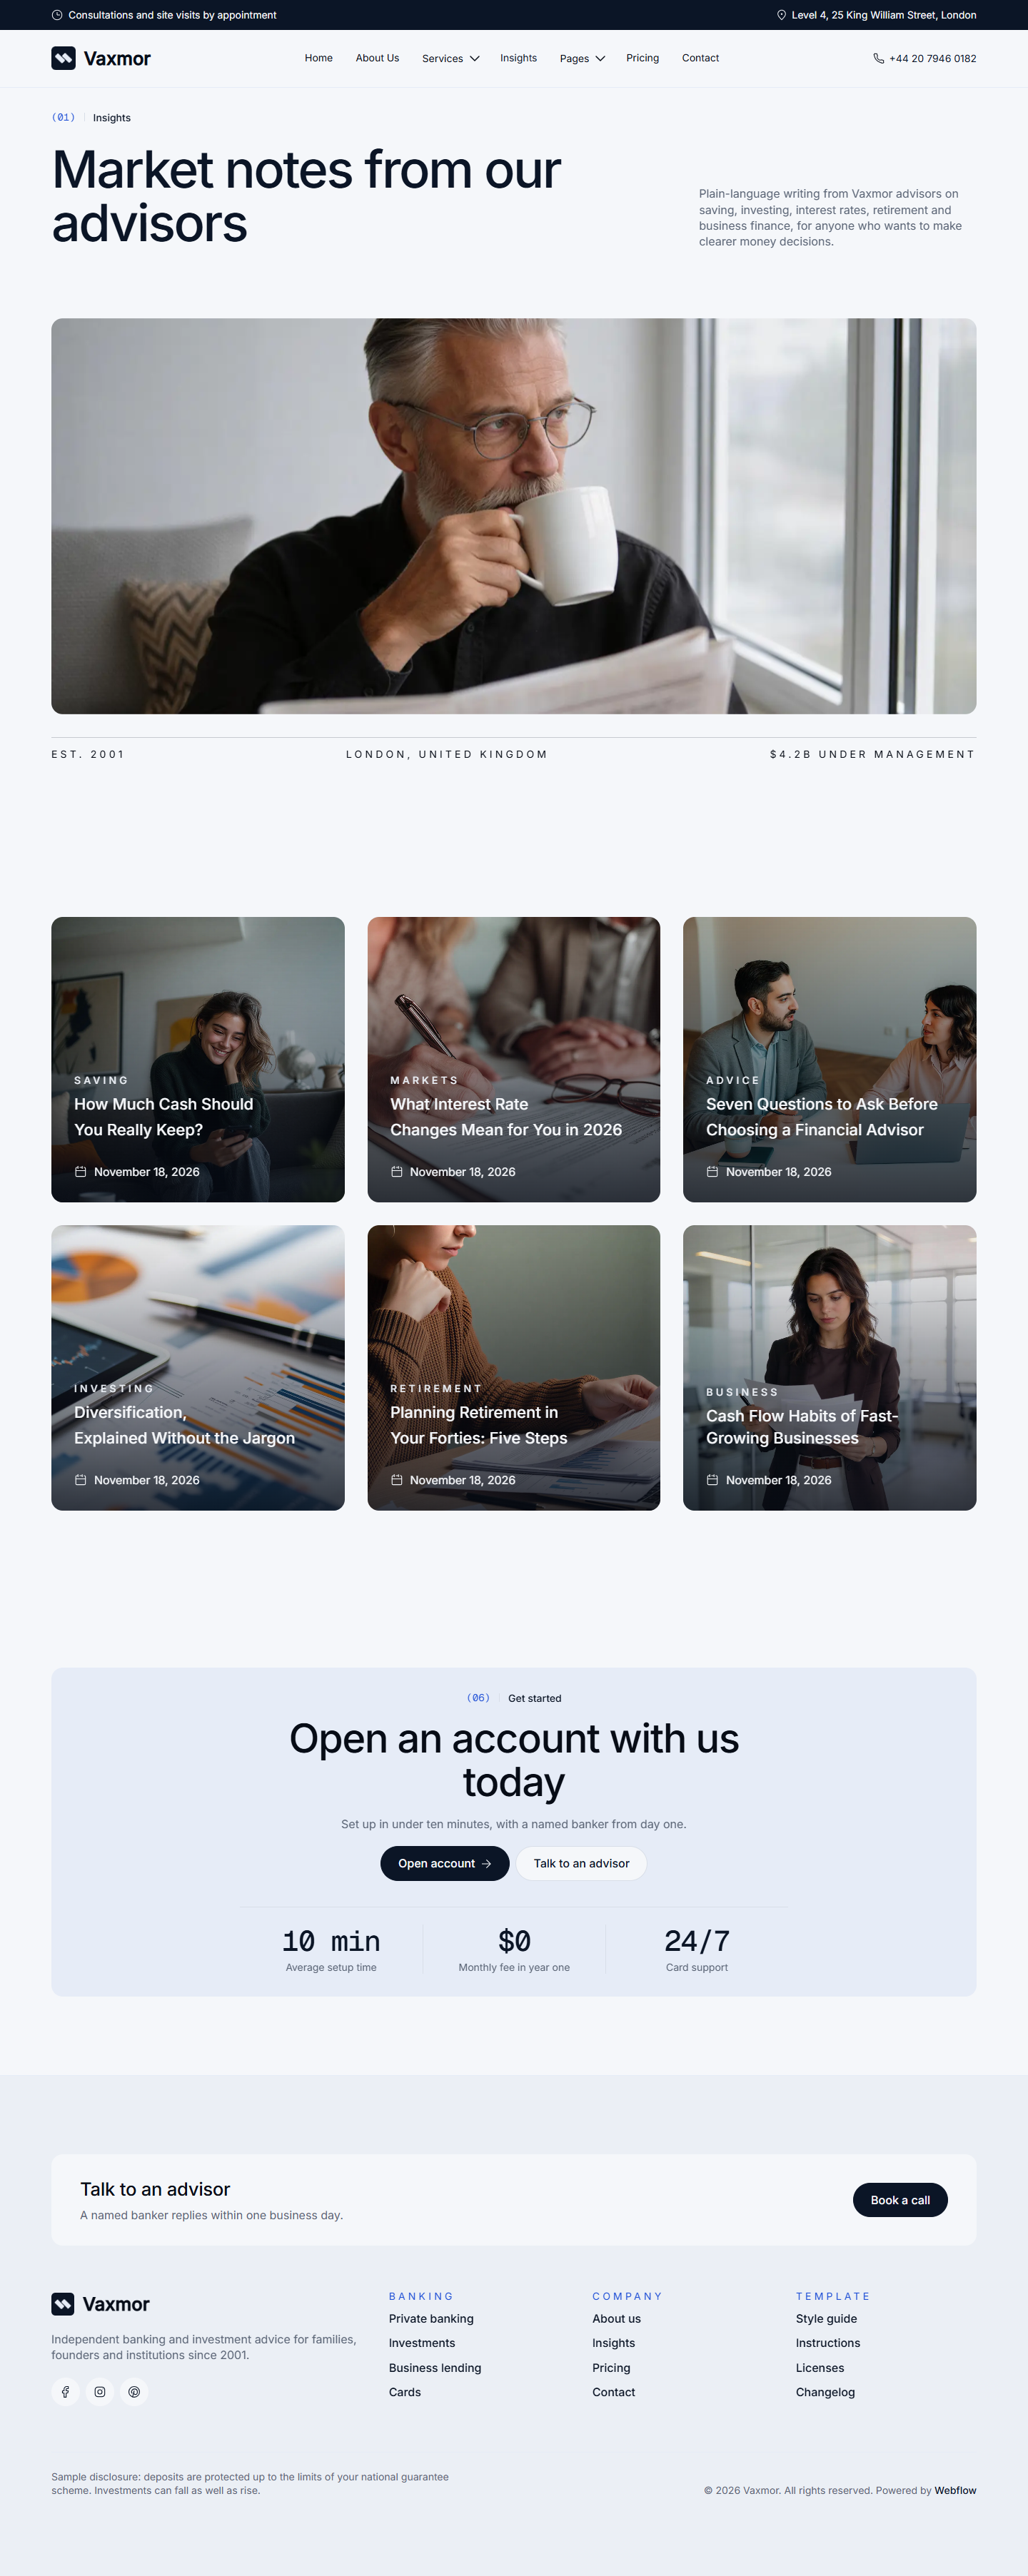 Consultations and site visits by appointment
Level 4, 25 King William Street, London
Vaxmor
Home
About Us
Services
Insights
Pages
Pricing
Contact
+44 20 7946 0182
(01)
Insights
Market notes from our
advisors
Plain-language writing from Vaxmor advisors on
saving, investing, interest rates, retirement and
business finance, for anyone who wants to make
clearer money decisions.
EST. 2001
LONDON, UNITED KINGDOM
$4.2B UNDER MANAGEMENT
SAVING
How Much Cash Should
You Really Keep?
November 18, 2026
MARKETS
What Interest Rate
Changes Mean for You in 2026
November 18, 2026
ADVICE
Seven Questions to Ask Before
Choosing a Financial Advisor
November 18, 2026
INVESTING
Diversification,
Explained Without the Jargon
November 18, 2026
RETIREMENT
Planning Retirement in
Your Forties: Five Steps
November 18, 2026
BUSINESS
Cash Flow Habits of Fast-
Growing Businesses
November 18, 2026
(06)
Get started
Open an account with us
today
Set up in under ten minutes, with a named banker from day one.
Open account
Talk to an advisor
10 min
Average setup time
$0
Monthly fee in year one
24/7
Card support
Talk to an advisor
A named banker replies within one business day.
Book a call
Vaxmor
Independent banking and investment advice for families,
founders and institutions since 2001.
BANKING
Private banking
Investments
Business lending
Cards
COMPANY
About us
Insights
Pricing
Contact
TEMPLATE
Style guide
Instructions
Licenses
Changelog
Sample disclosure: deposits are protected up to the limits of your national guarantee
scheme. Investments can fall as well as rise.
© 2026 Vaxmor. All rights reserved. Powered by Webflow